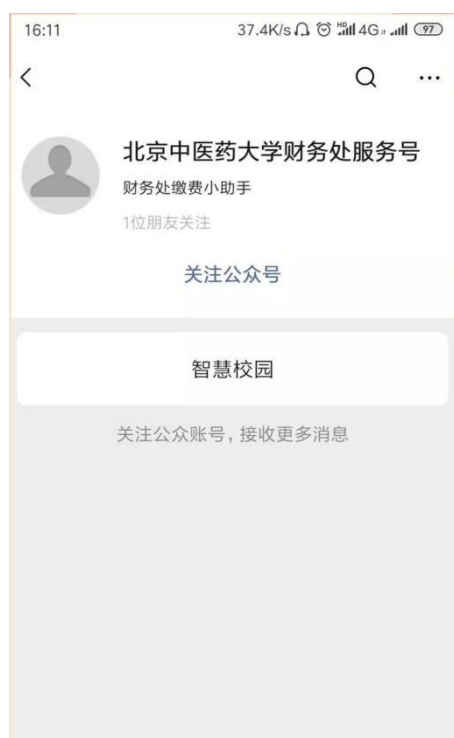 16:11 37.4K/s 4G 97
北京中医药大学财务处服务号
财务处缴费小助手
1位朋友关注
关注公众号
智慧校园
关注公众账号，接收更多消息